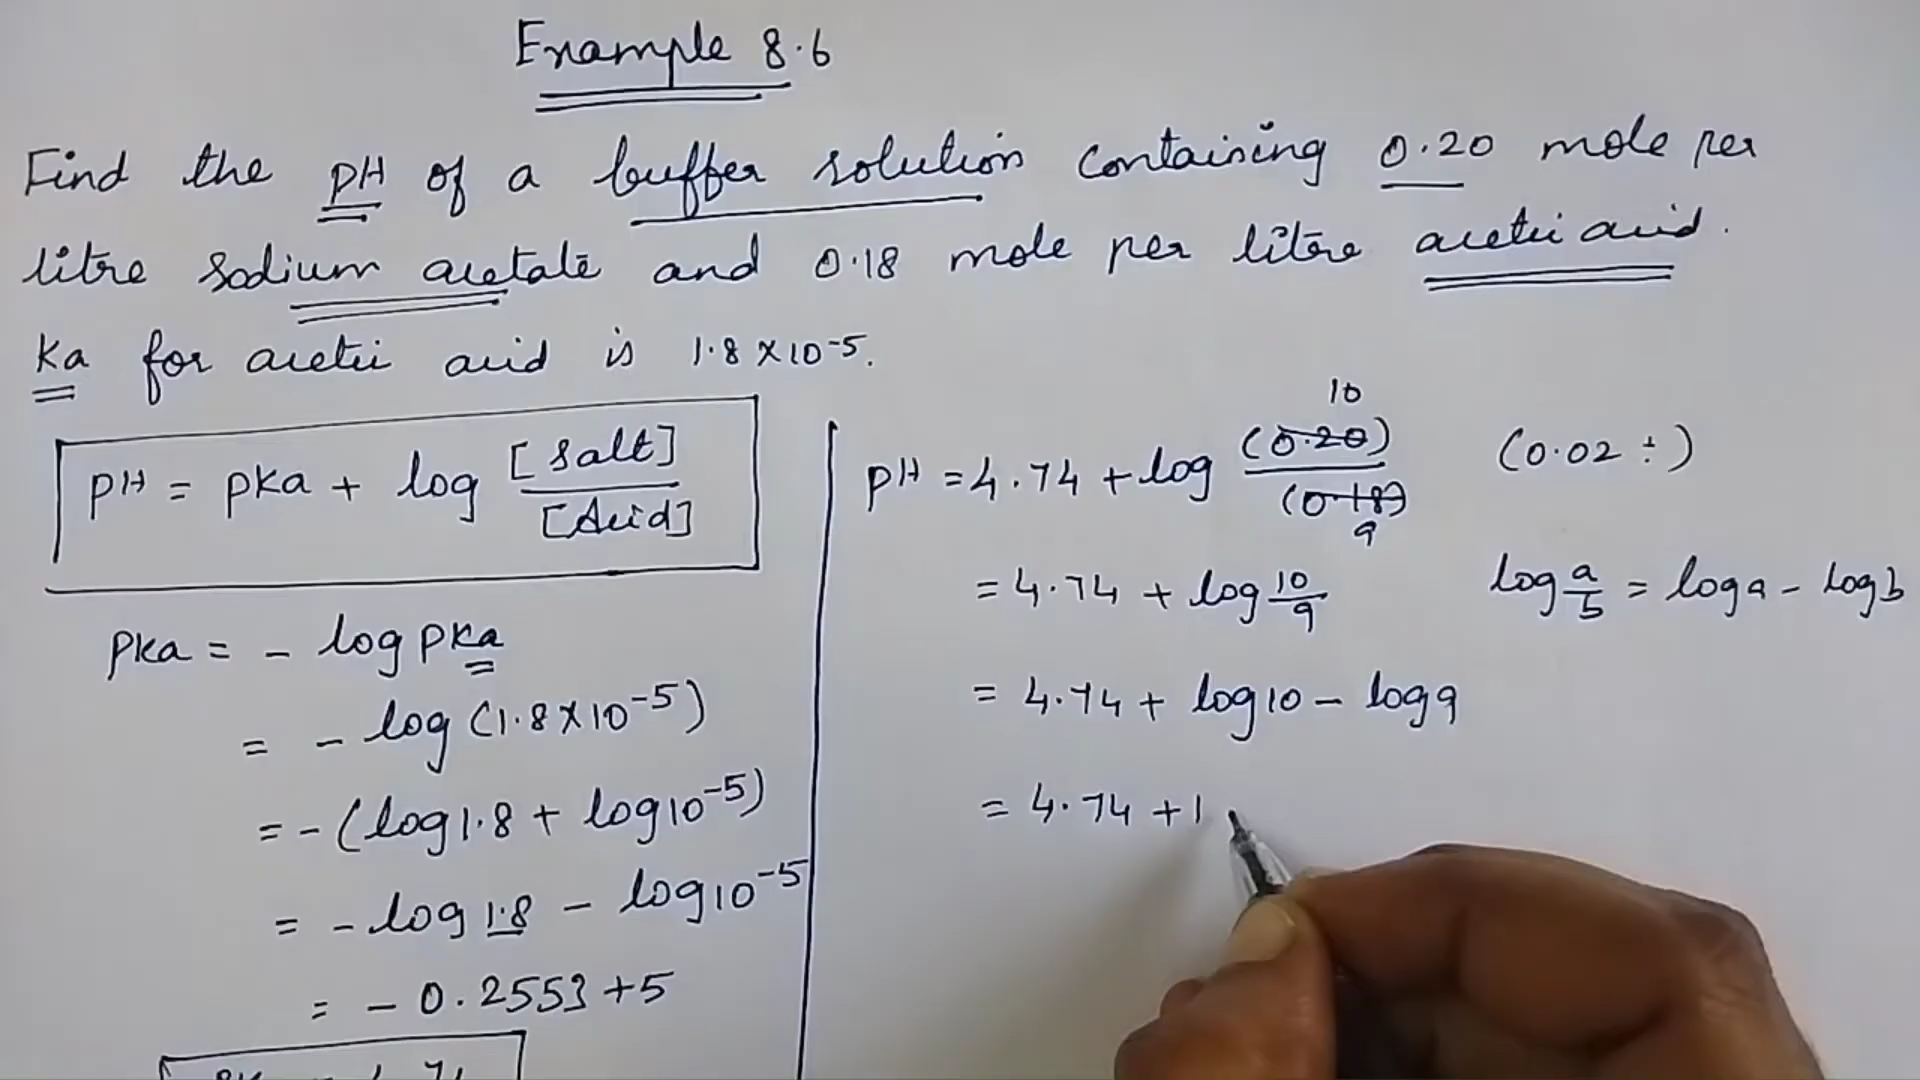 Example 8.6
Find the pH of a buffer solution containing 0.20 mole per
litre sodium acetate and 0.18 mole per litre acetic acid.
Ka for acetic acid is 1.8 × 10⁻⁵.
pH = pKa + log [Salt]/[Acid]
pKa = - log pKa
= - log (1.8 × 10⁻⁵)
= - (log 1.8 + log 10⁻⁵)
= - log 1.8 - log 10⁻⁵
= - 0.2553 + 5
10
pH = 4.74 + log (0.20)/(0.18) (0.02 ÷)
9
= 4.74 + log 10/9 log a/b = log a - log b
= 4.74 + log 10 - log 9
= 4.74 + 1